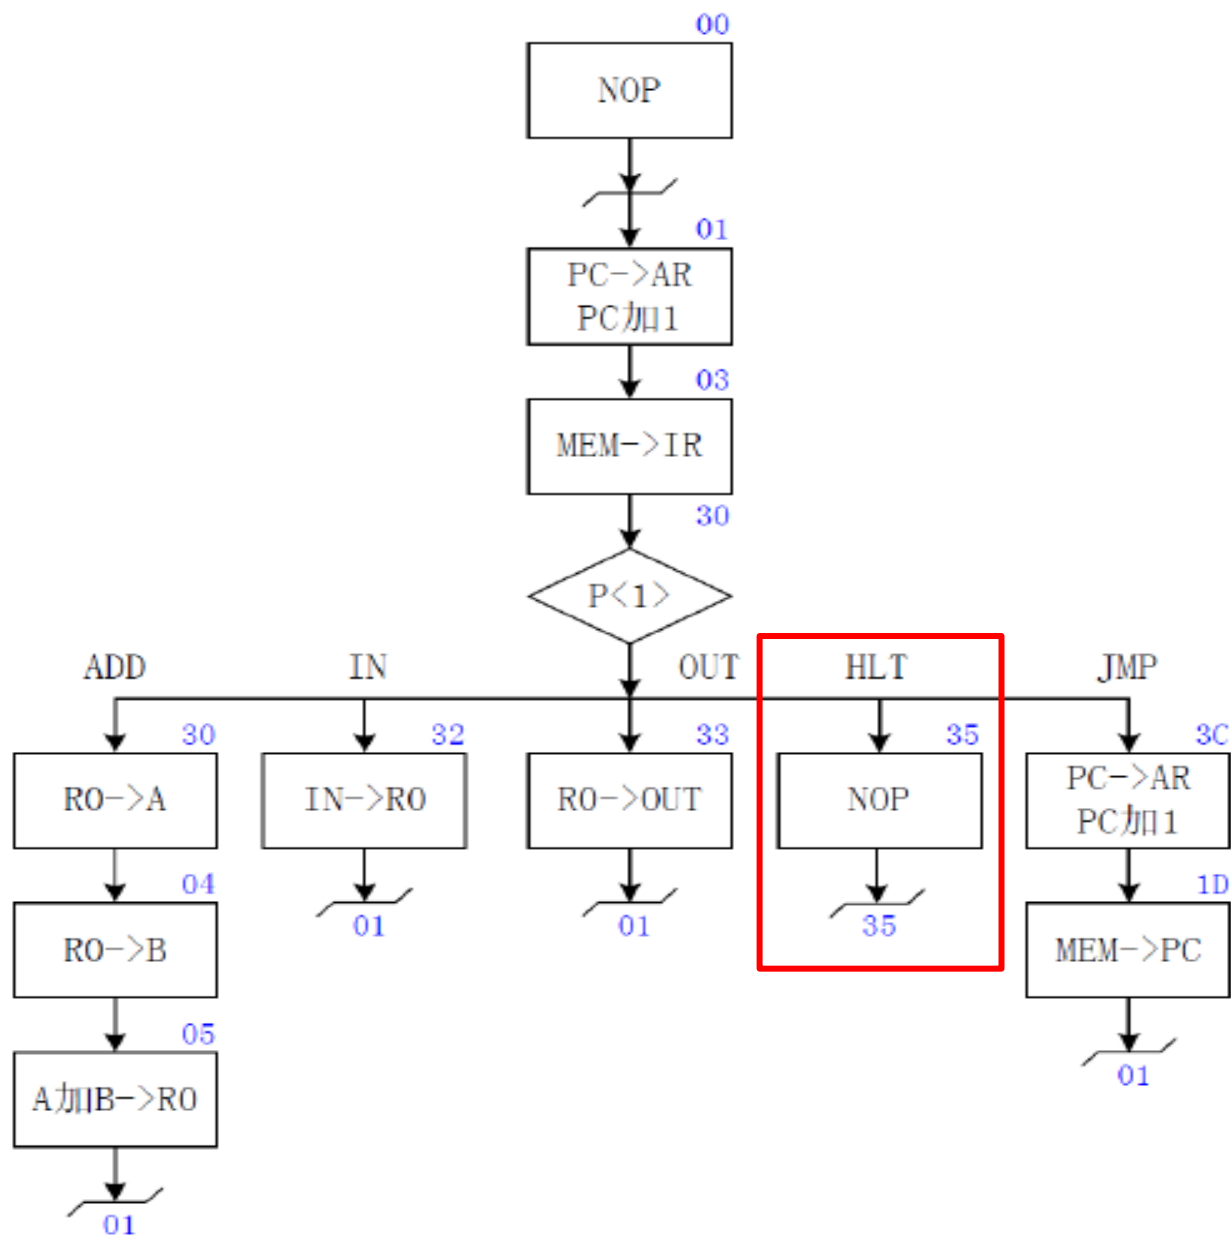 00
NOP
01
PC->AR
PC加1
03
MEM->IR
30
P<1>
ADD
IN
OUT
HLT
JMP
30
R0->A
32
IN->R0
33
R0->OUT
35
NOP
3C
PC->AR
PC加1
04
R0->B
01
01
35
1D
MEM->PC
05
A加B->R0
01
01